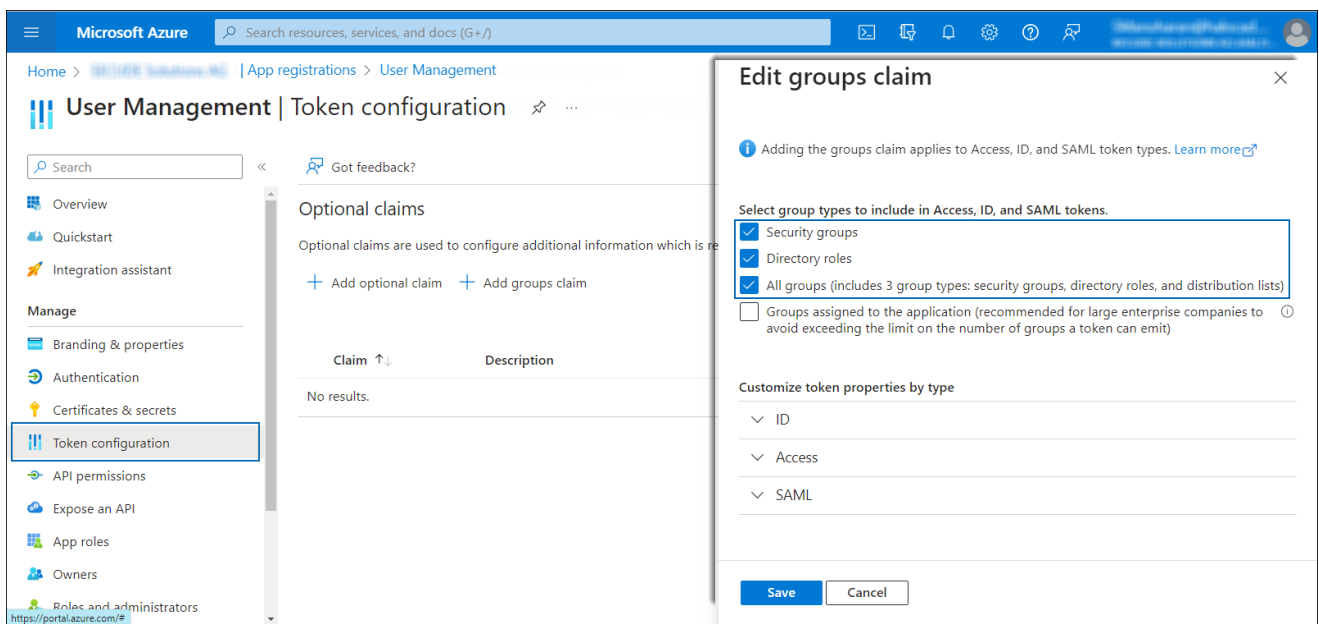 Microsoft Azure
Search resources, services, and docs (G+/)
Home > | App registrations > User Management
User Management | Token configuration
Search
Got feedback?
Overview
Quickstart
Integration assistant
Manage
Branding & properties
Authentication
Certificates & secrets
Token configuration
API permissions
Expose an API
App roles
Owners
Roles and administrators
https://portal.azure.com/#
Optional claims
Optional claims are used to configure additional information which is re
Add optional claim Add groups claim
Claim Description
No results.
Edit groups claim
Adding the groups claim applies to Access, ID, and SAML token types. Learn more
Select group types to include in Access, ID, and SAML tokens.
Security groups
Directory roles
All groups (includes 3 group types: security groups, directory roles, and distribution lists)
Groups assigned to the application (recommended for large enterprise companies to
avoid exceeding the limit on the number of groups a token can emit)
Customize token properties by type
ID
Access
SAML
Save Cancel